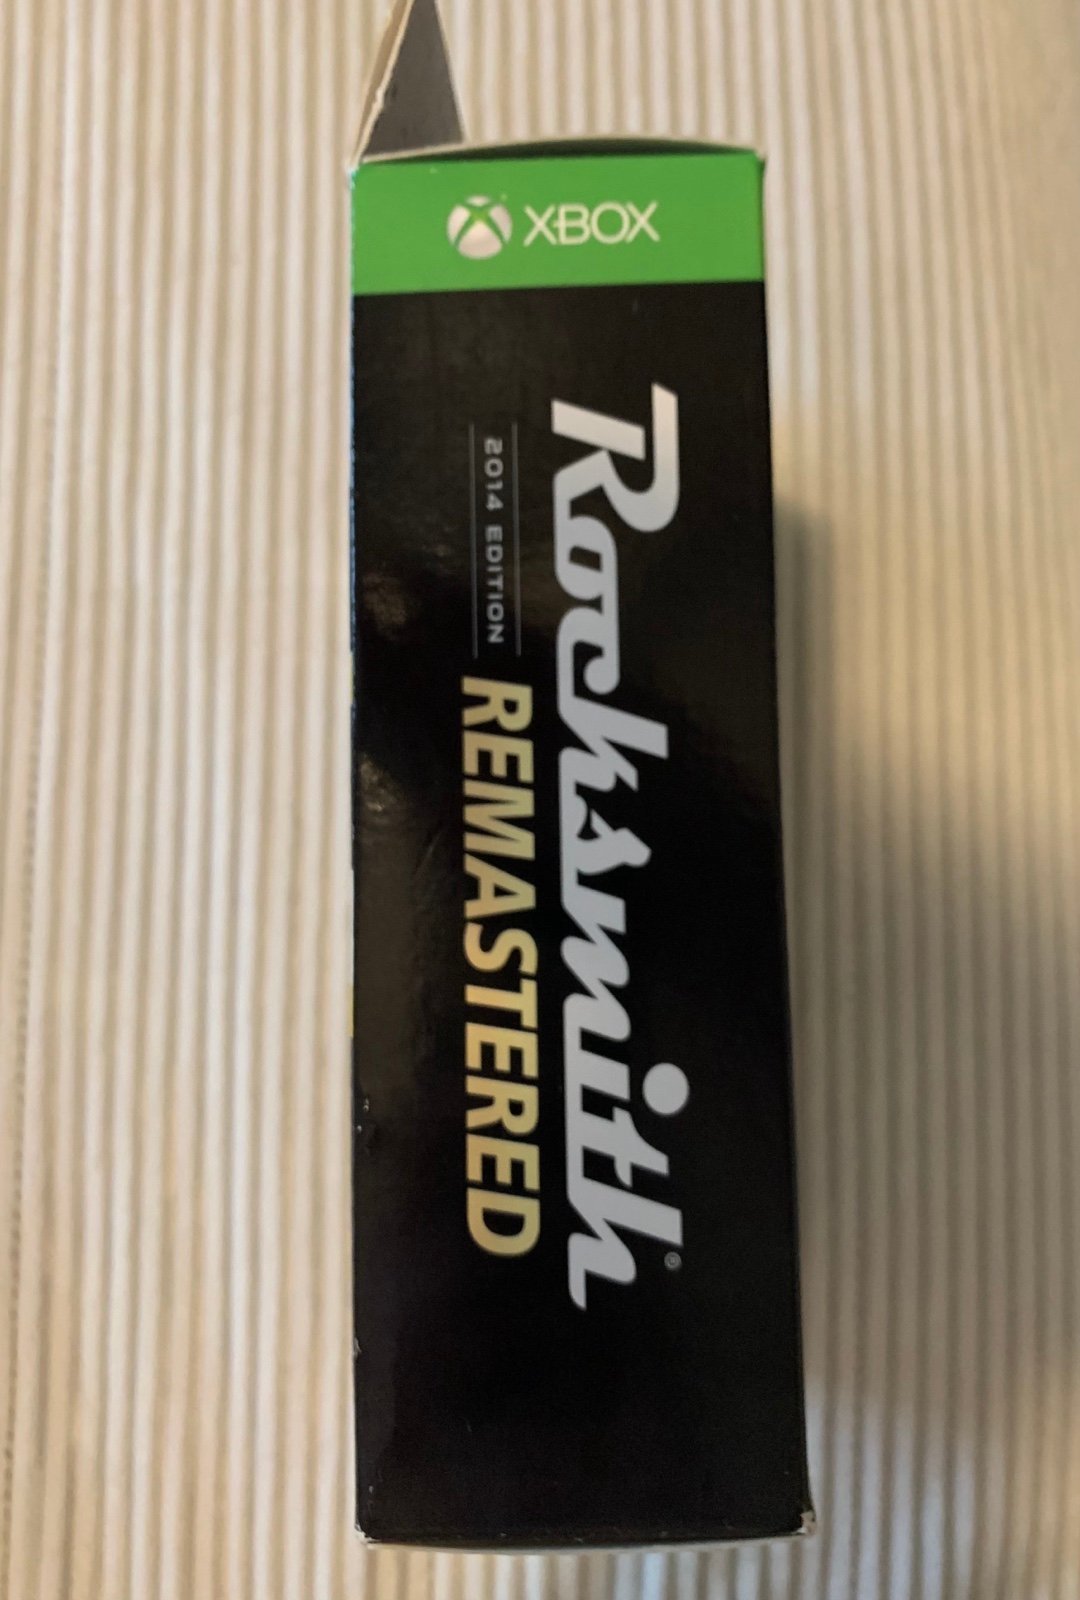 XBOX
Rocksmith®
2014 EDITION
REMASTERED